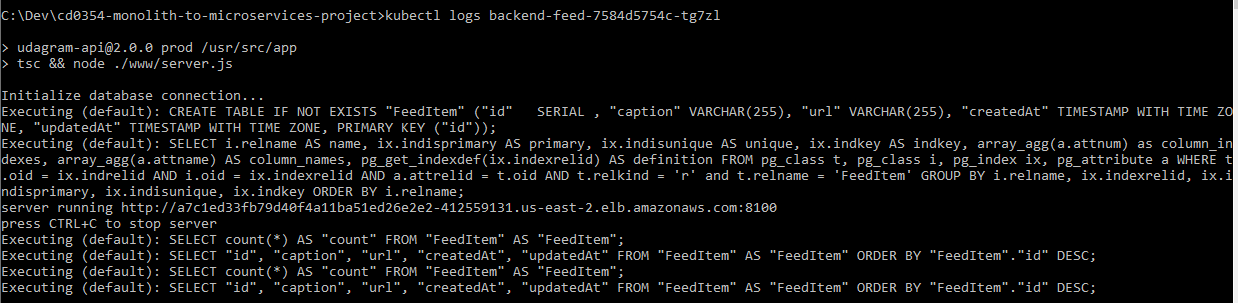 C:\Dev\cd0354-monolith-to-microservices-project>kubectl logs backend-feed-7584d5754c-tg7zl
> udagram-api@2.0.0 prod /usr/src/app
> tsc && node ./www/server.js
Initialize database connection...
Executing (default): CREATE TABLE IF NOT EXISTS "FeedItem" ("id"   SERIAL , "caption" VARCHAR(255), "url" VARCHAR(255), "createdAt" TIMESTAMP WITH TIME ZO
NE, "updatedAt" TIMESTAMP WITH TIME ZONE, PRIMARY KEY ("id"));
Executing (default): SELECT i.relname AS name, ix.indisprimary AS primary, ix.indisunique AS unique, ix.indkey AS indkey, array_agg(a.attnum) as column_in
dexes, array_agg(a.attname) AS column_names, pg_get_indexdef(ix.indexrelid) AS definition FROM pg_class t, pg_class i, pg_index ix, pg_attribute a WHERE t
.oid = ix.indrelid AND i.oid = ix.indexrelid AND a.attrelid = t.oid AND t.relkind = 'r' and t.relname = 'FeedItem' GROUP BY i.relname, ix.indexrelid, ix.i
ndisprimary, ix.indisunique, ix.indkey ORDER BY i.relname;
server running http://a7c1ed33fb79d40f4a11ba51ed26e2e2-412559131.us-east-2.elb.amazonaws.com:8100
press CTRL+C to stop server
Executing (default): SELECT count(*) AS "count" FROM "FeedItem" AS "FeedItem";
Executing (default): SELECT "id", "caption", "url", "createdAt", "updatedAt" FROM "FeedItem" AS "FeedItem" ORDER BY "FeedItem"."id" DESC;
Executing (default): SELECT count(*) AS "count" FROM "FeedItem" AS "FeedItem";
Executing (default): SELECT "id", "caption", "url", "createdAt", "updatedAt" FROM "FeedItem" AS "FeedItem" ORDER BY "FeedItem"."id" DESC;